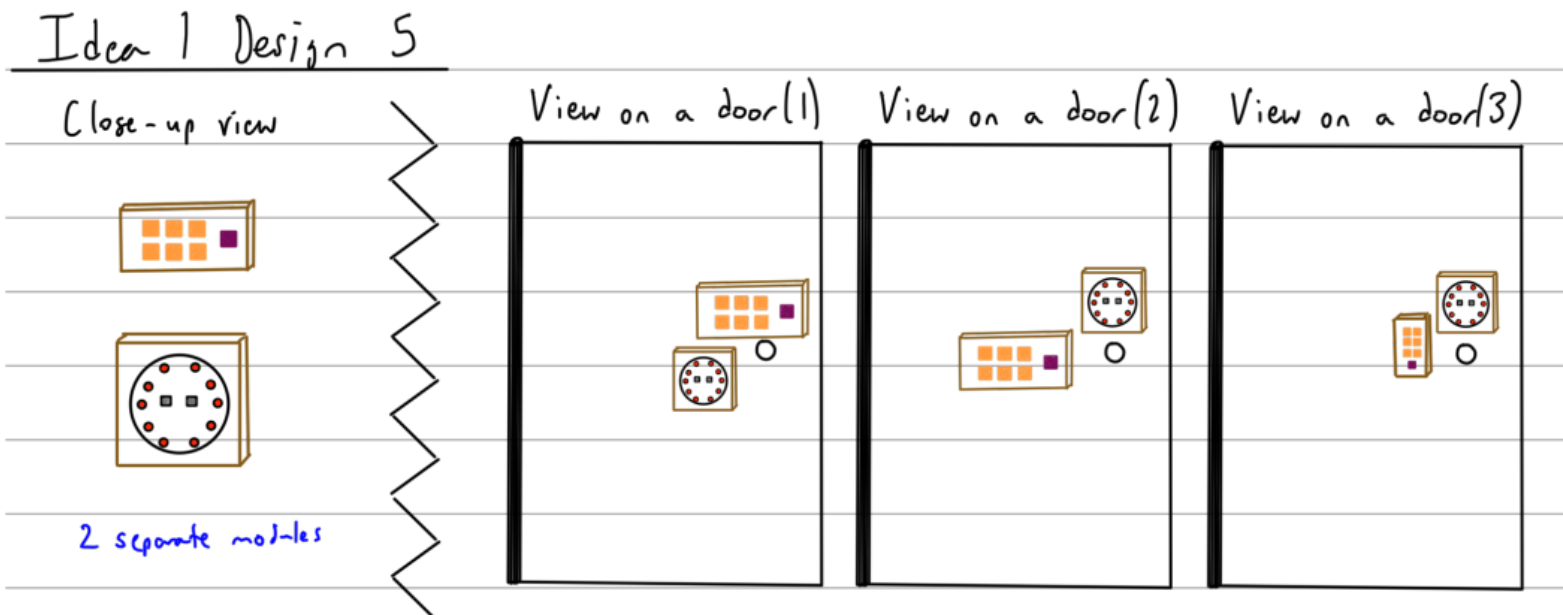 Idea 1 Design 5
Close-up view
View on a door(1)
View on a door(2)
View on a door(3)
2 separate modules